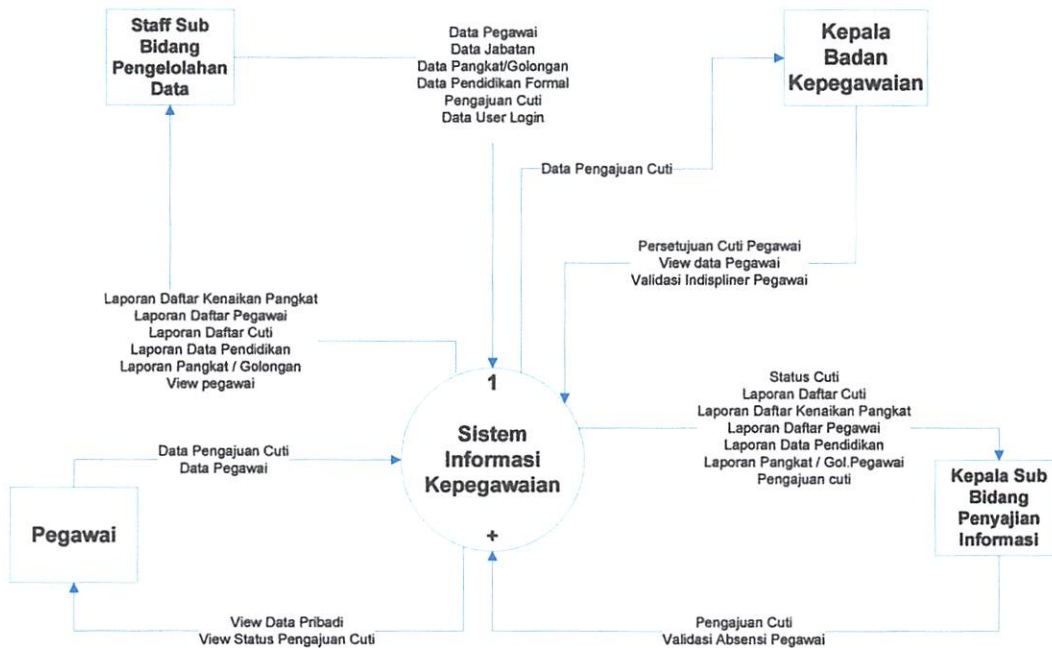 Staff Sub
Bidang
Pengelolahan
Data
Data Pegawai
Data Jabatan
Data Pangkat/Golongan
Data Pendidikan Formal
Pengajuan Cuti
Data User Login
Kepala
Badan
Kepegawaian
Data Pengajuan Cuti
Persetujuan Cuti Pegawai
View data Pegawai
Validasi Indispliner Pegawai
Laporan Daftar Kenaikan Pangkat
Laporan Daftar Pegawai
Laporan Daftar Cuti
Laporan Data Pendidikan
Laporan Pangkat / Golongan
View pegawai
1
Sistem
Informasi
Kepegawaian
+
Status Cuti
Laporan Daftar Cuti
Laporan Daftar Kenaikan Pangkat
Laporan Daftar Pegawai
Laporan Data Pendidikan
Laporan Pangkat / Gol.Pegawai
Pengajuan cuti
Data Pengajuan Cuti
Data Pegawai
Pegawai
Kepala Sub
Bidang
Penyajian
Informasi
View Data Pribadi
View Status Pengajuan Cuti
Pengajuan Cuti
Validasi Absensi Pegawai